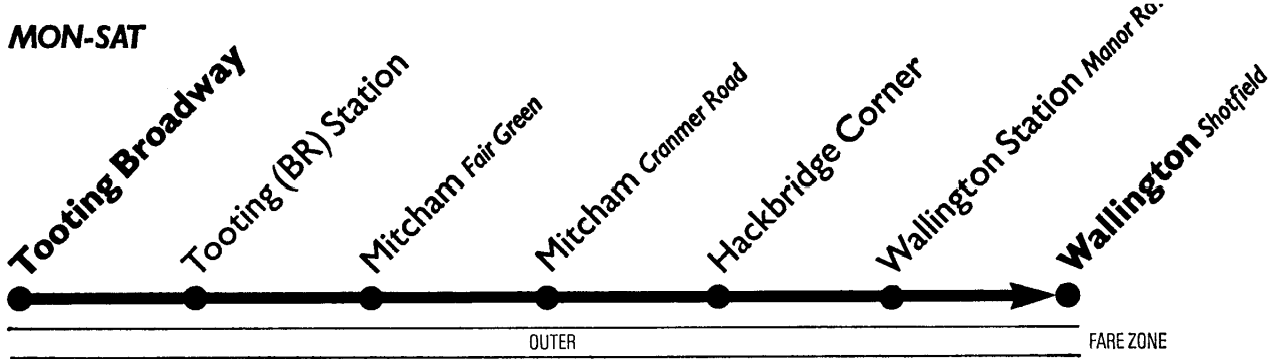 MON-SAT
Tooting Broadway
Tooting (BR) Station
Mitcham Fair Green
Mitcham Cranmer Road
Hackbridge Corner
Wallington Station Manor
Wallington Shotfield
OUTER
FARE ZONE